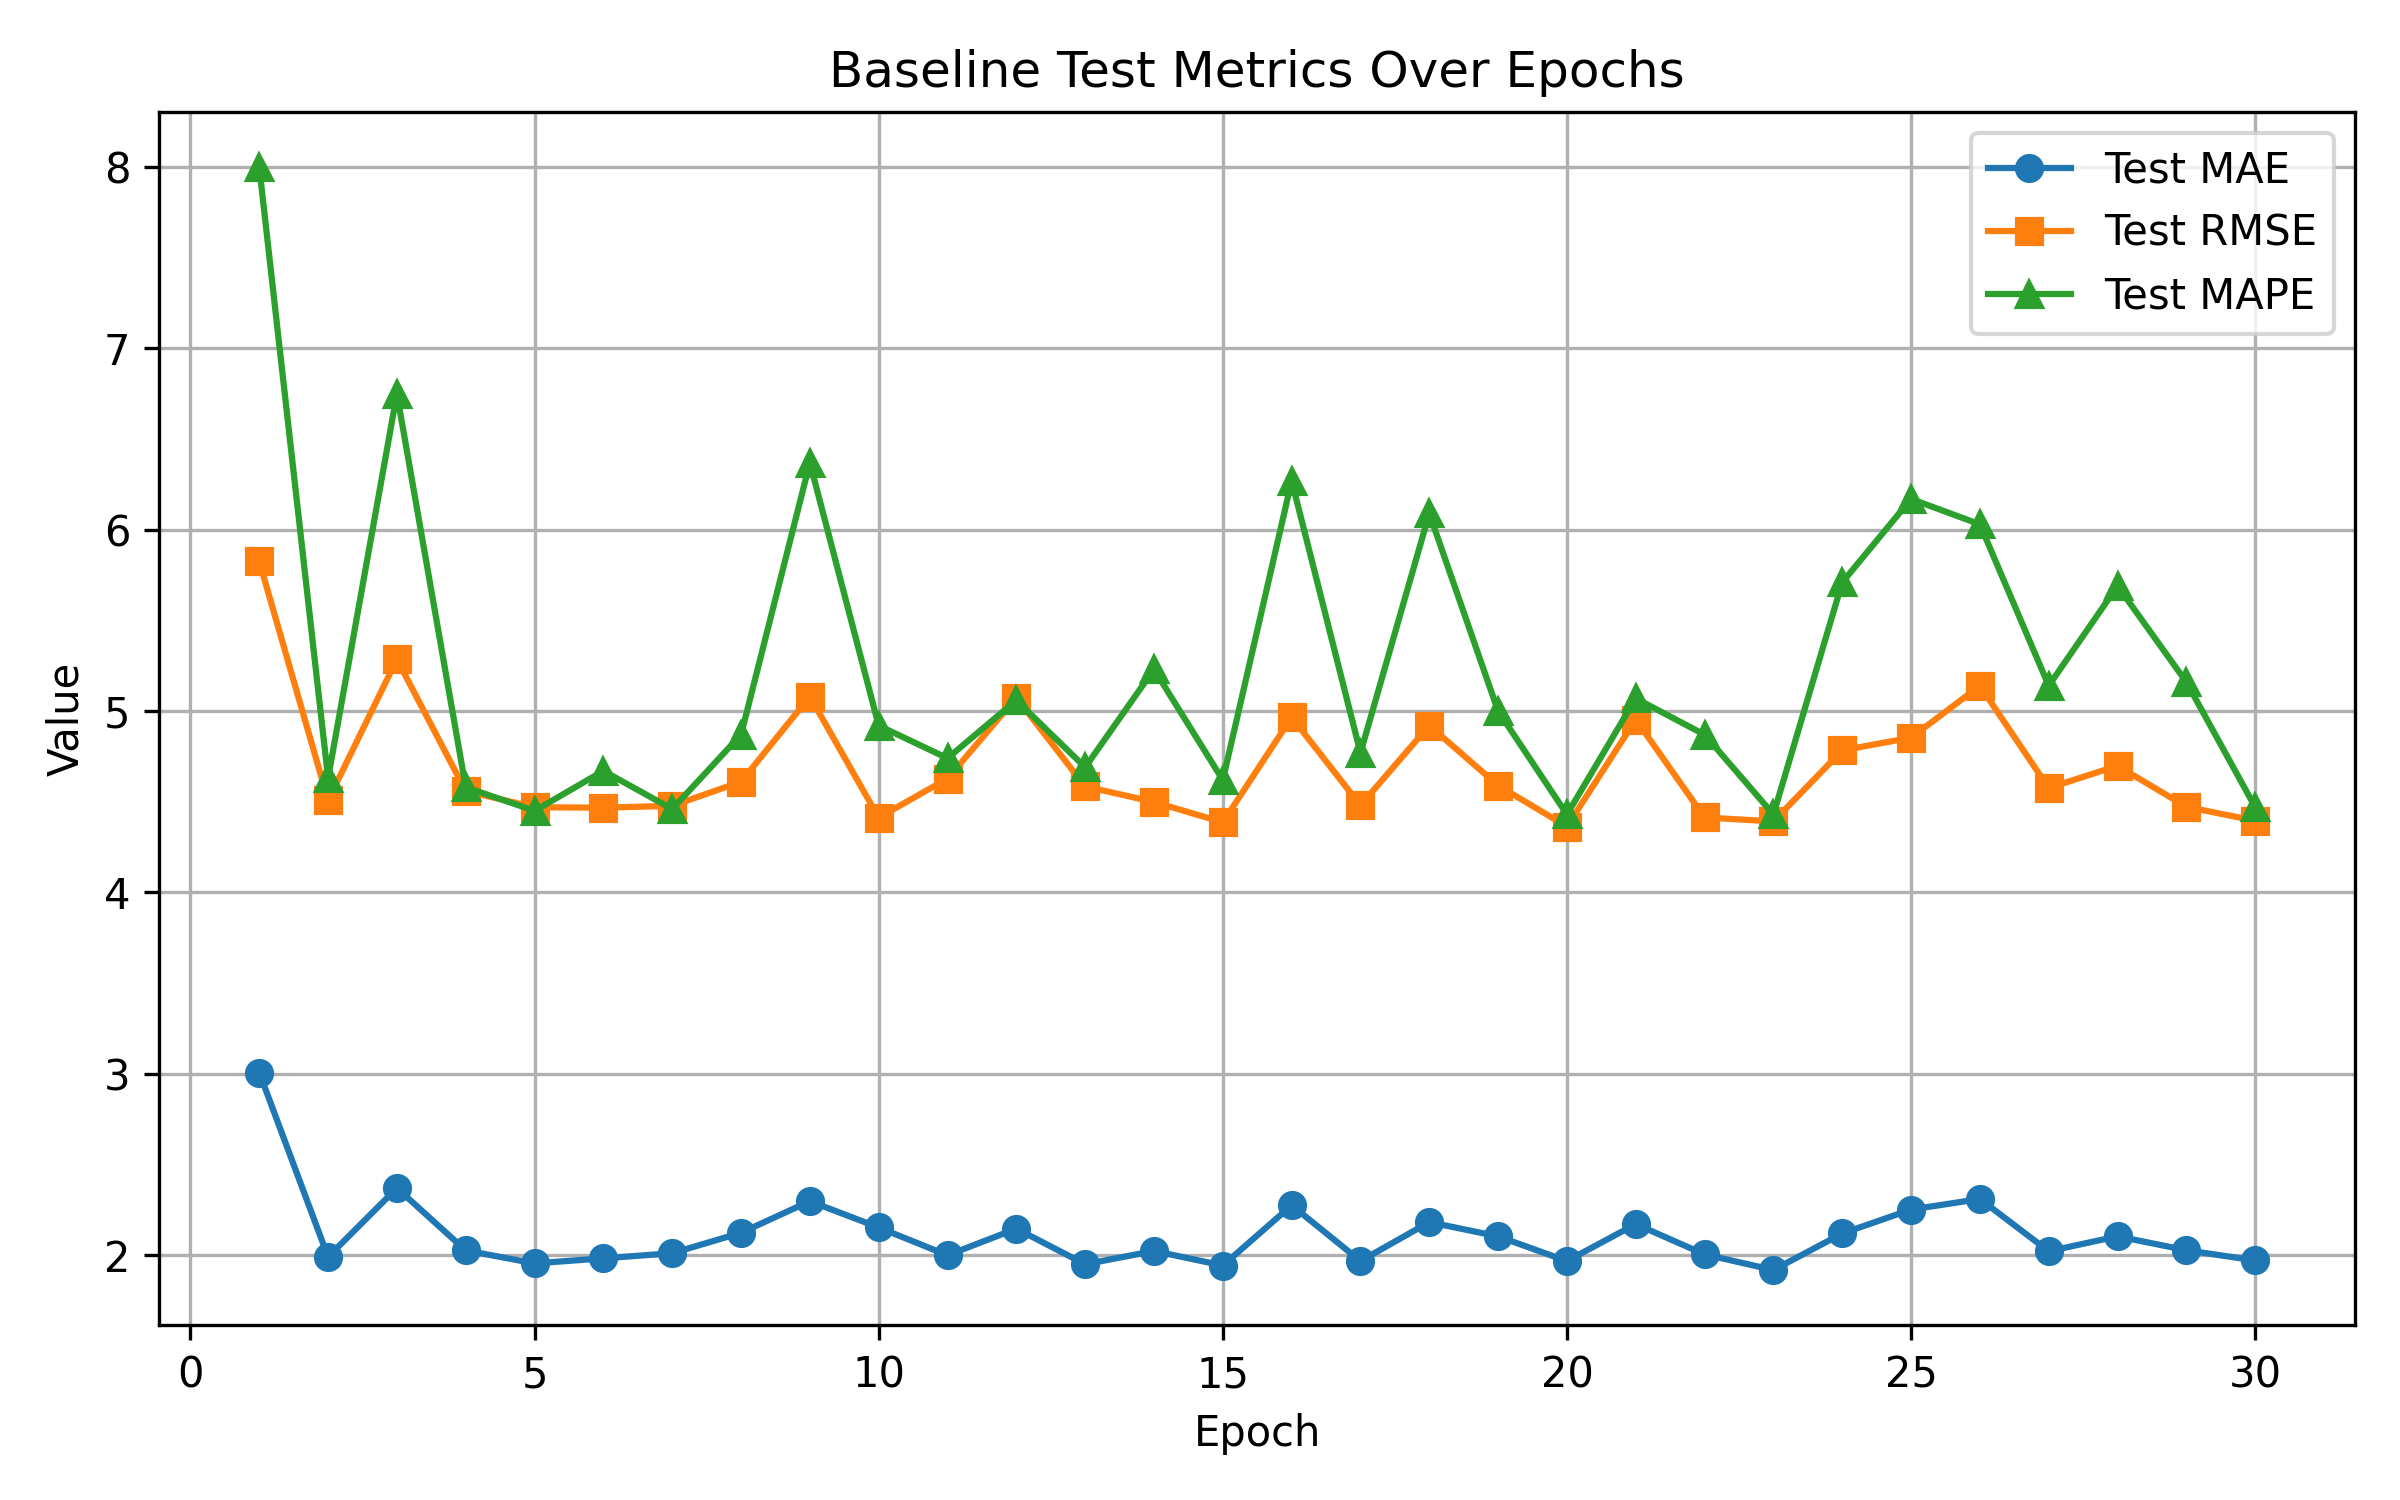 Baseline Test Metrics Over Epochs
Test MAE
Test RMSE
Test MAPE
8
7
6
5
4
3
2
Value
0 5 10 15 20 25 30
Epoch